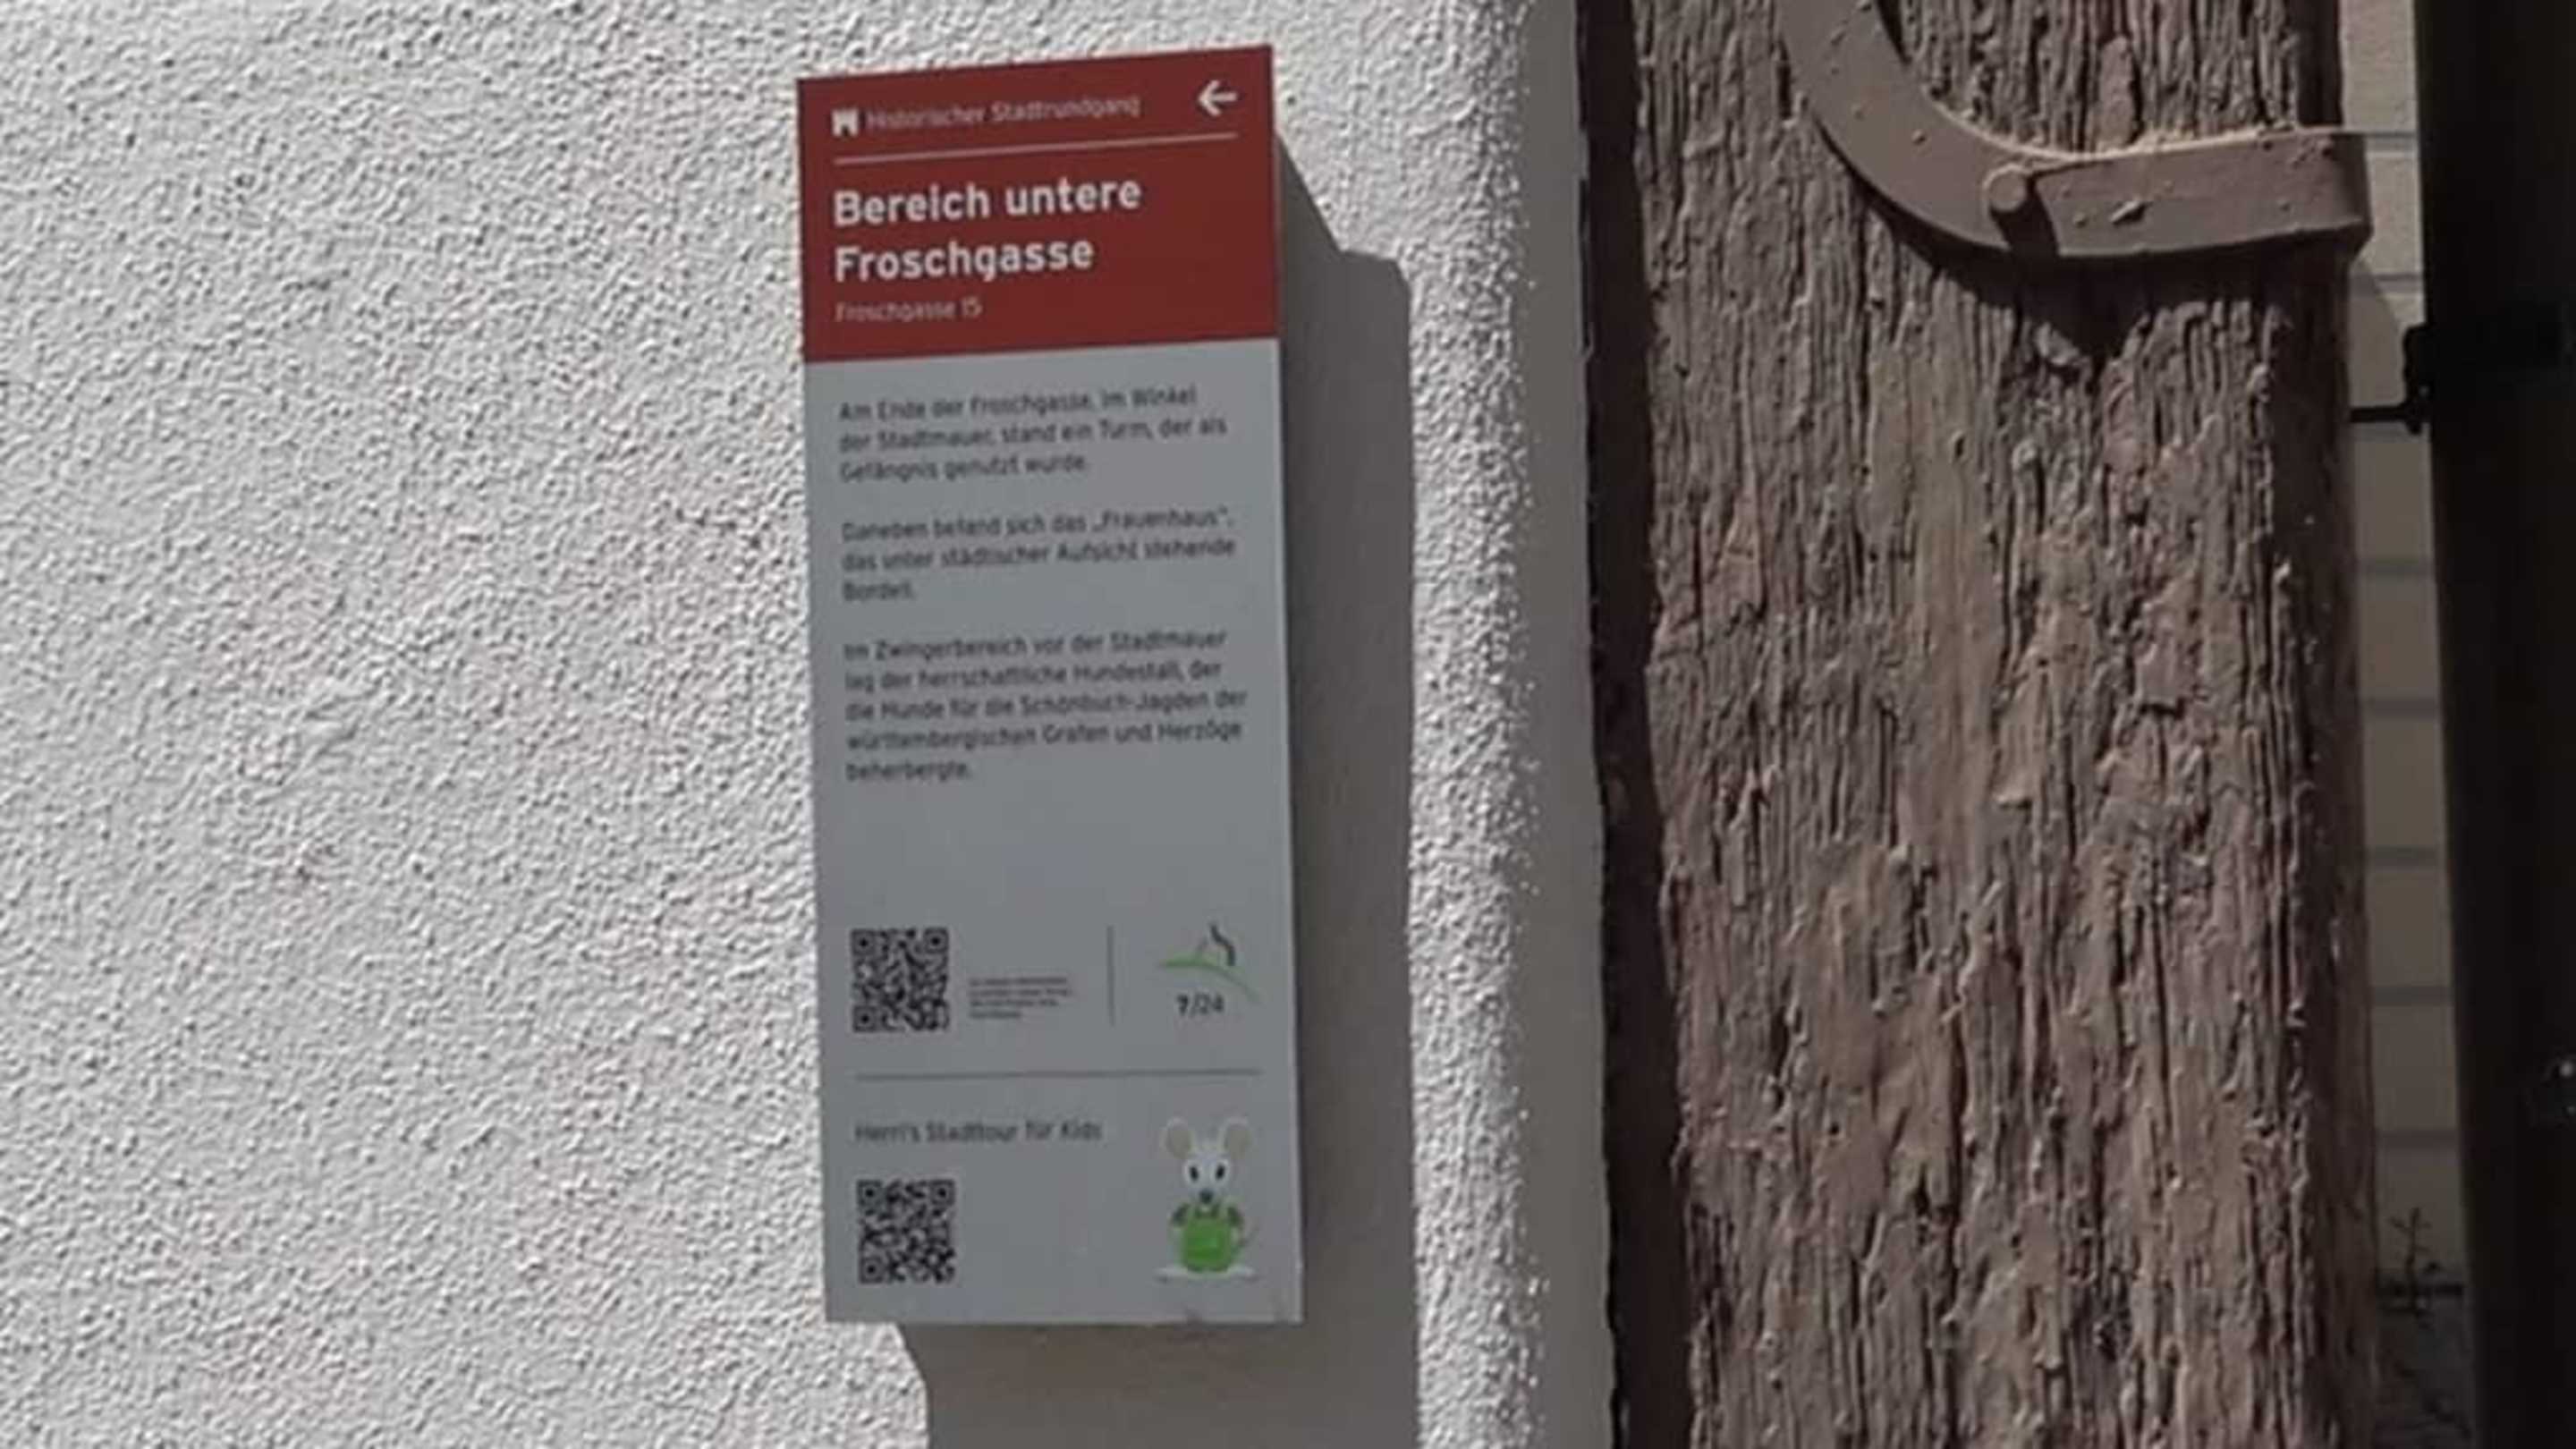 Historischer Stadtrundgang
Bereich untere
Froschgasse
Froschgasse 15
Am Ende der Froschgasse, im Winkel
der Stadtmauer, stand ein Turm, der als
Gefängnis genutzt wurde.
Daneben befand sich das „Frauenhaus“,
das unter städtischer Aufsicht stehende
Bordell.
Im Zwingerbereich vor der Stadtmauer
lag der herrschaftliche Hundestall, der
die Hunde für die Schönbuch-Jagden der
württembergischen Grafen und Herzöge
beherbergte.
7/24
Herri's Stadttour für Kids